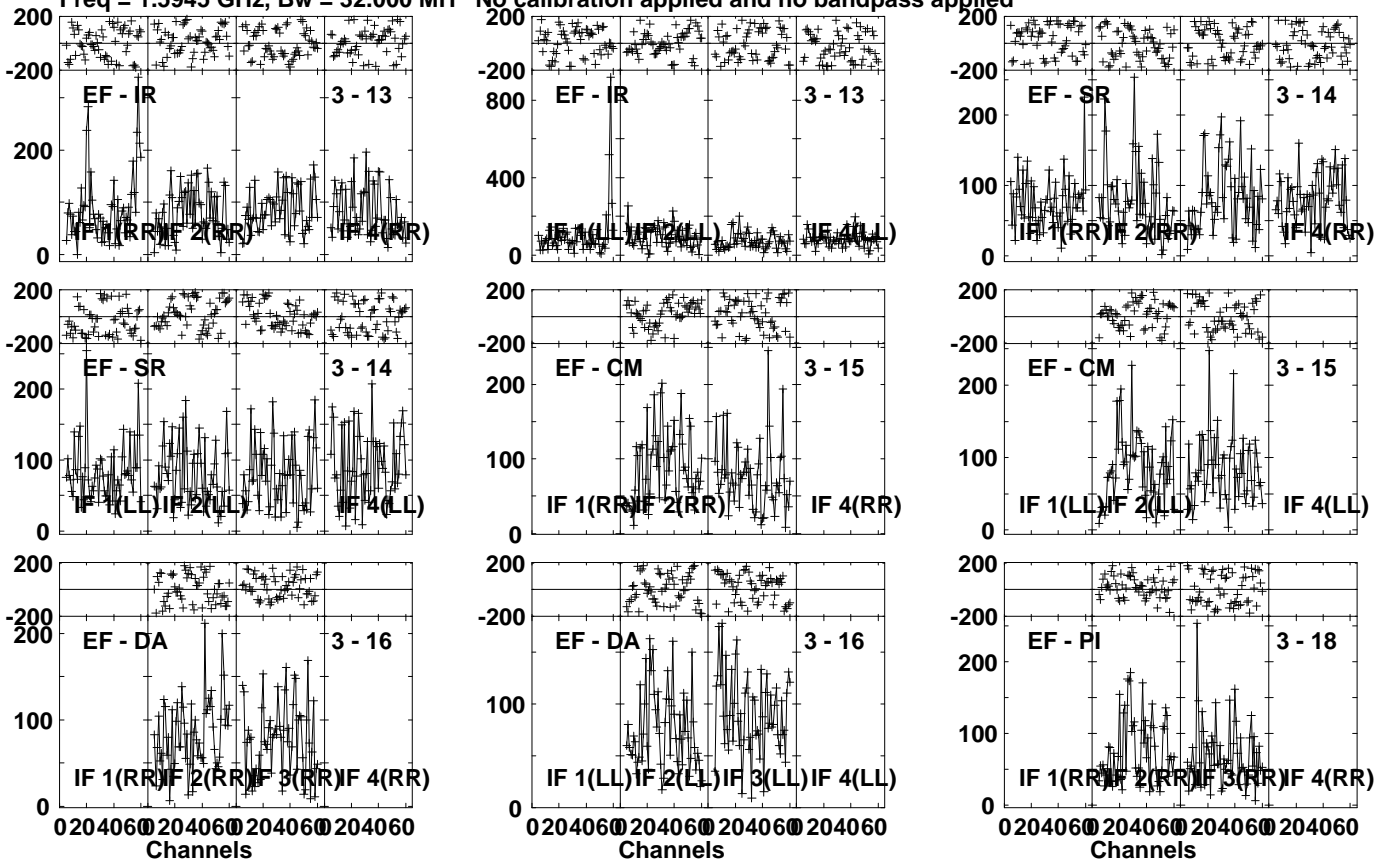 Freq = 1.5945 GHz, Bw = 32.000 MH No calibration applied and no bandpass applied
200 200 200
-200 -200 -200
EF - IR 3 - 13 EF - IR 3 - 13 EF - SR 3 - 14
800
200 200
400 100
0 0 0
IF 1(RR) IF 2(RR) IF 4(RR) IF 1(LL) IF 2(LL) IF 4(LL) IF 1(RR) IF 2(RR) IF 4(RR)
200 200 200
-200 -200 -200
EF - SR 3 - 14 EF - CM 3 - 15 EF - CM 3 - 15
200 200 200
100 100 100
0 0 0
IF 1(LL) IF 2(LL) IF 4(LL) IF 1(RR) IF 2(RR) IF 4(RR) IF 1(LL) IF 2(LL) IF 4(LL)
200 200 200
-200 -200 -200
200
EF - DA 3 - 16 EF - DA 3 - 16 EF - PI 3 - 18
200
100 100 100
IF 1(RR) IF 2(RR) IF 3(RR) IF 4(RR) IF 1(LL) IF 2(LL) IF 3(LL) IF 4(LL) IF 1(RR) IF 2(RR) IF 3(RR) IF 4(RR)
0 0 0
0 20 40 60 0 20 40 60 0 20 40 60 0 20 40 60 0 20 40 60 0 20 40 60 0 20 40 60 0 20 40 60 0 20 40 60 0 20 40 60 0 20 40 60 0 20 40 60
Channels Channels Channels